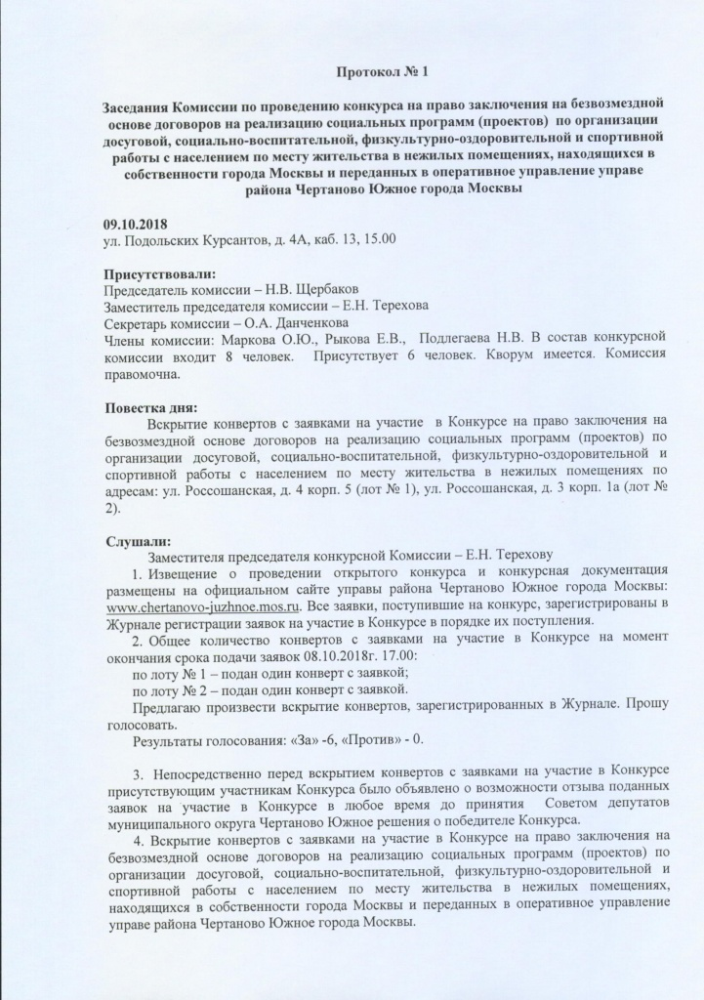 Протокол № 1
Заседания Комиссии по проведению конкурса на право заключения на безвозмездной
основе договоров на реализацию социальных программ (проектов) по организации
досуговой, социально-воспитательной, физкультурно-оздоровительной и спортивной
работы с населением по месту жительства в нежилых помещениях, находящихся в
собственности города Москвы и переданных в оперативное управление управе
района Чертаново Южное города Москвы
09.10.2018
ул. Подольских Курсантов, д. 4А, каб. 13, 15.00
Присутствовали:
Председатель комиссии – Н.В. Щербаков
Заместитель председателя комиссии – Е.Н. Терехова
Секретарь комиссии – О.А. Данченкова
Члены комиссии: Маркова О.Ю., Рыкова Е.В., Подлегаева Н.В. В состав конкурсной
комиссии входит 8 человек. Присутствует 6 человек. Кворум имеется. Комиссия
правомочна.
Повестка дня:
Вскрытие конвертов с заявками на участие в Конкурсе на право заключения на
безвозмездной основе договоров на реализацию социальных программ (проектов) по
организации досуговой, социально-воспитательной, физкультурно-оздоровительной и
спортивной работы с населением по месту жительства в нежилых помещениях по
адресам: ул. Россошанская, д. 4 корп. 5 (лот № 1), ул. Россошанская, д. 3 корп. 1а (лот №
2).
Слушали:
Заместителя председателя конкурсной Комиссии – Е.Н. Терехову
1. Извещение о проведении открытого конкурса и конкурсная документация
размещены на официальном сайте управы района Чертаново Южное города Москвы:
www.chertanovo-juzhnoe.mos.ru. Все заявки, поступившие на конкурс, зарегистрированы в
Журнале регистрации заявок на участие в Конкурсе в порядке их поступления.
2. Общее количество конвертов с заявками на участие в Конкурсе на момент
окончания срока подачи заявок 08.10.2018г. 17.00:
по лоту № 1 – подан один конверт с заявкой;
по лоту № 2 – подан один конверт с заявкой.
Предлагаю произвести вскрытие конвертов, зарегистрированных в Журнале. Прошу
голосовать.
Результаты голосования: «За» -6, «Против» - 0.
3. Непосредственно перед вскрытием конвертов с заявками на участие в Конкурсе
присутствующим участникам Конкурса было объявлено о возможности отзыва поданных
заявок на участие в Конкурсе в любое время до принятия Советом депутатов
муниципального округа Чертаново Южное решения о победителе Конкурса.
4. Вскрытие конвертов с заявками на участие в Конкурсе на право заключения на
безвозмездной основе договоров на реализацию социальных программ (проектов) по
организации досуговой, социально-воспитательной, физкультурно-оздоровительной и
спортивной работы с населением по месту жительства в нежилых помещениях,
находящихся в собственности города Москвы и переданных в оперативное управление
управе района Чертаново Южное города Москвы.